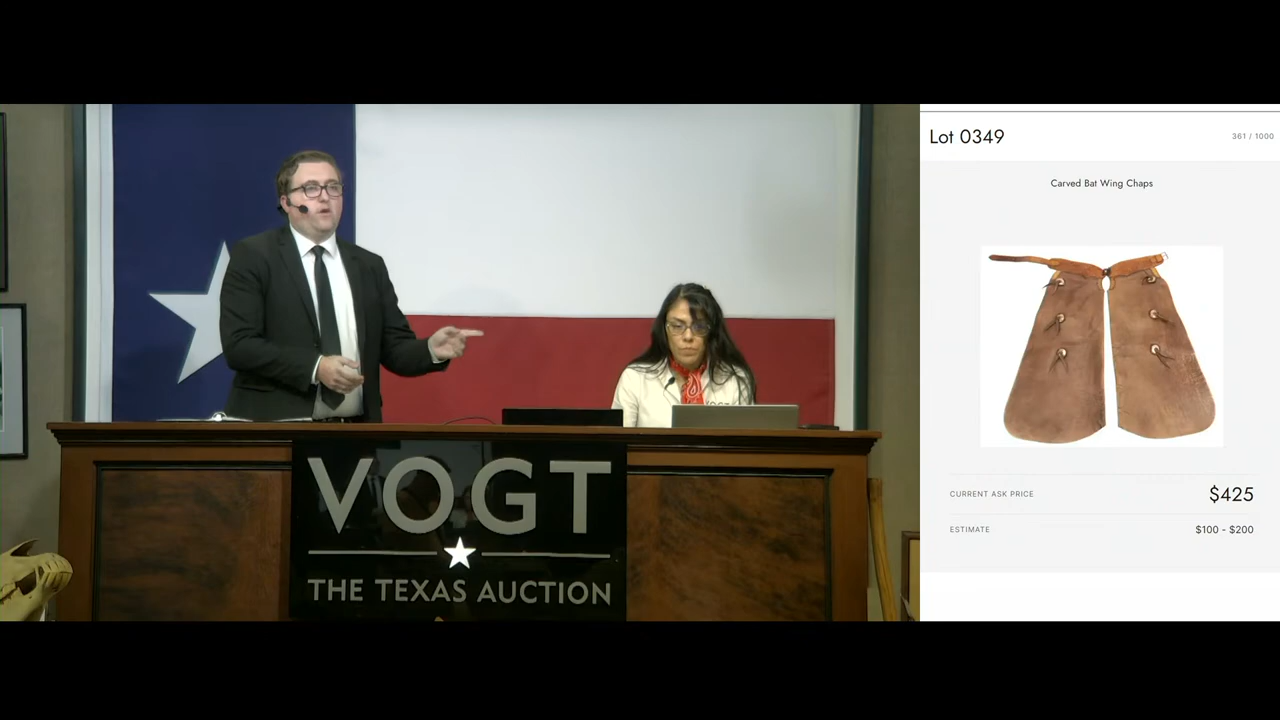 Lot 0349
361 / 1000
Carved Bat Wing Chaps
CURRENT ASK PRICE
$425
ESTIMATE
$100 - $200
VOGT
THE TEXAS AUCTION